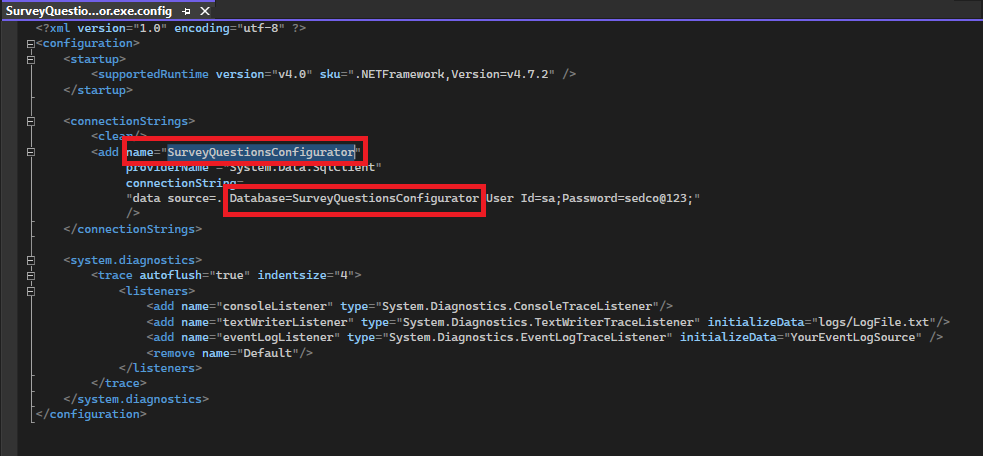 SurveyQuestio...or.exe.config
<?xml version="1.0" encoding="utf-8" ?>
<configuration>
<startup>
<supportedRuntime version="v4.0" sku=".NETFramework,Version=v4.7.2" />
</startup>
<connectionStrings>
<clear/>
<add name="SurveyQuestionsConfigurator"
providerName ="System.Data.SqlClient"
connectionString=
"data source=. Database=SurveyQuestionsConfigurator User Id=sa;Password=sedco@123;"
/>
</connectionStrings>
<system.diagnostics>
<trace autoflush="true" indentsize="4">
<listeners>
<add name="consoleListener" type="System.Diagnostics.ConsoleTraceListener"/>
<add name="textWriterListener" type="System.Diagnostics.TextWriterTraceListener" initializeData="logs/LogFile.txt"/>
<add name="eventLogListener" type="System.Diagnostics.EventLogTraceListener" initializeData="YourEventLogSource" />
<remove name="Default"/>
</listeners>
</trace>
</system.diagnostics>
</configuration>